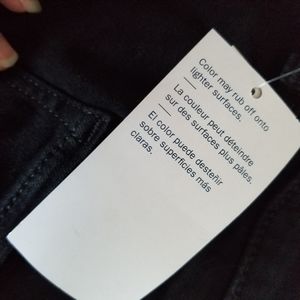 Color may rub off onto
lighter surfaces.
La couleur peut déteindre
sur des surfaces plus pâles.
El color puede desteñir
sobre superficies más
claras.